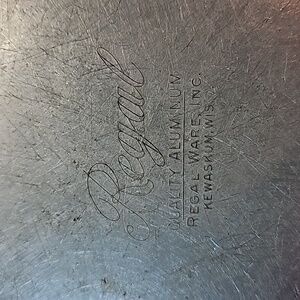 Regal
QUALITY ALUMINUM
REGAL WARE, INC.
KEWASKUM, WIS.